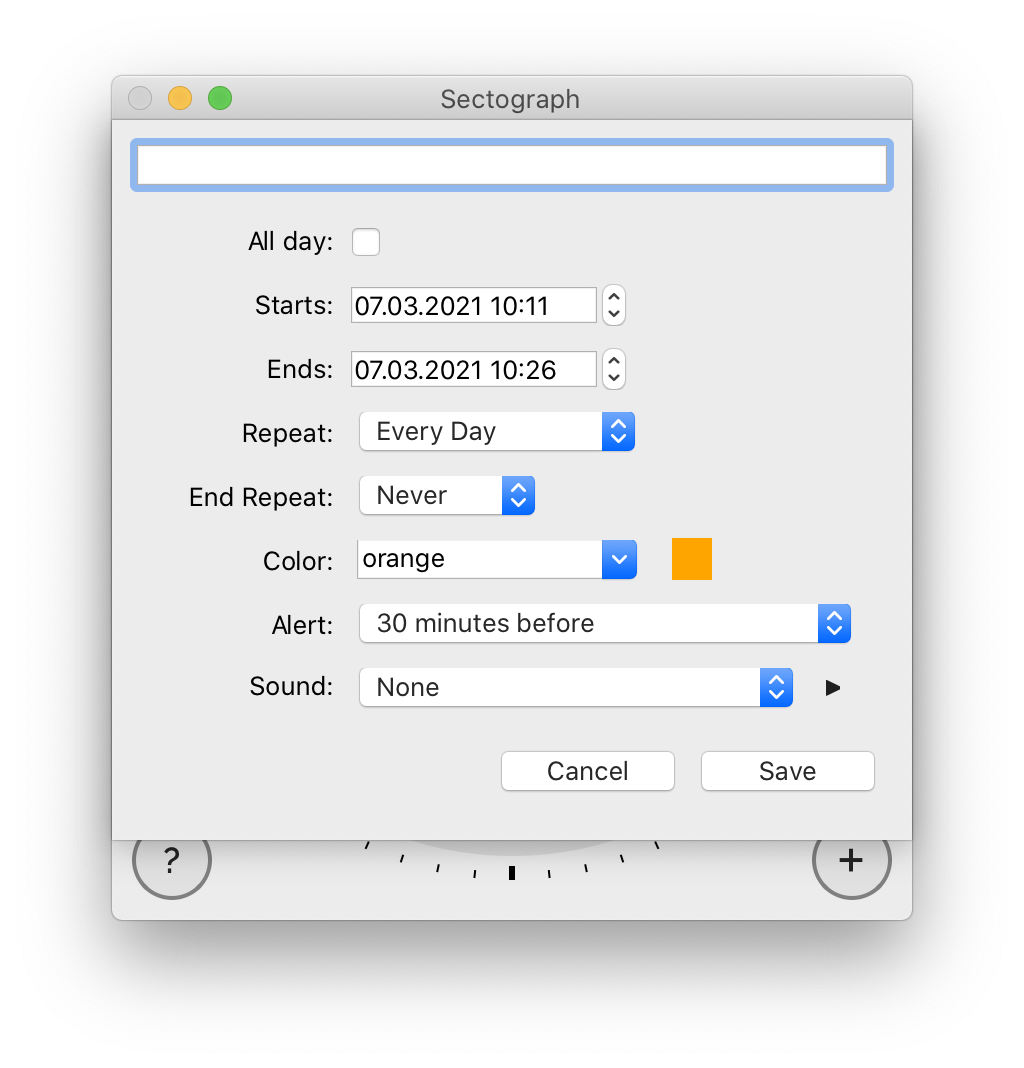 Sectograph
All day:
Starts: 07.03.2021 10:11
Ends: 07.03.2021 10:26
Repeat: Every Day
End Repeat: Never
Color: orange
Alert: 30 minutes before
Sound: None
Cancel Save
? +